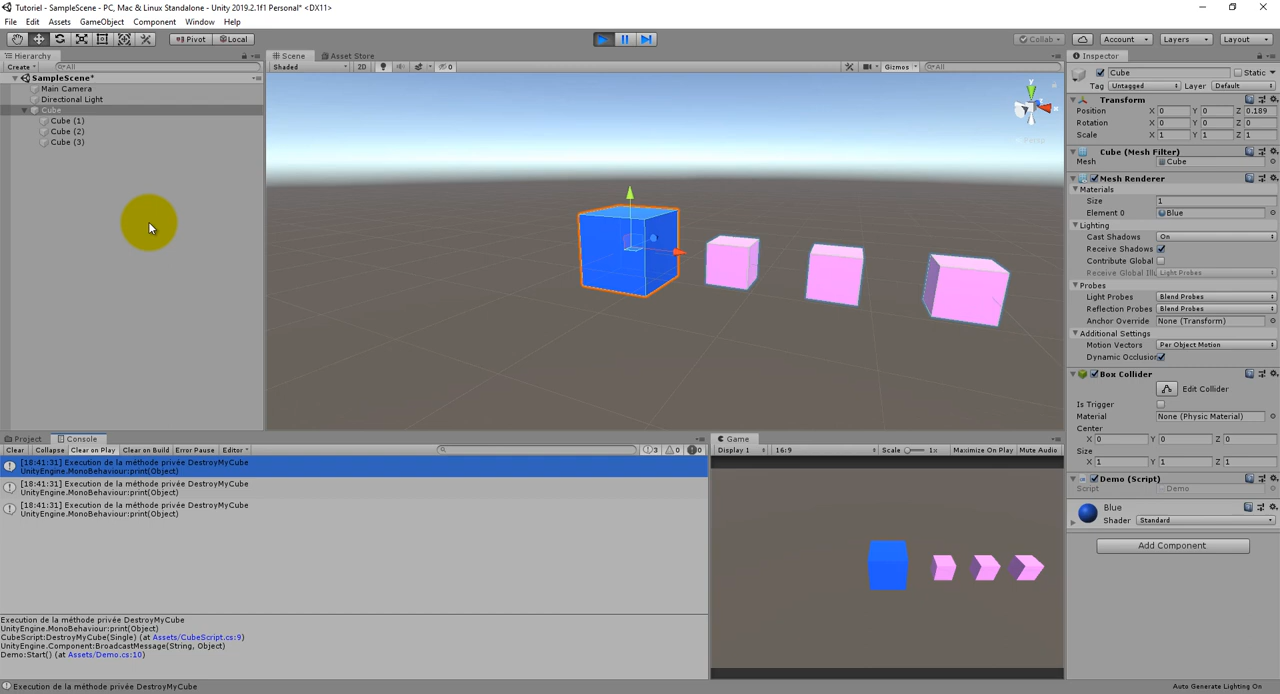 Tutoriel - SampleScene - PC, Mac & Linux Standalone - Unity 2019.2.1f1 Personal* <DX11>
File Edit Assets GameObject Component Window Help
Pivot Local Collab Account Layers Layout
Hierarchy
Create All
SampleScene*
Main Camera
Directional Light
Cube
Cube (1)
Cube (2)
Cube (3)
Scene Asset Store
Shaded 2D 0 Gizmos All
y
Persp
Inspector
Cube Static
Tag Untagged Layer Default
Transform
Position X 0 Y 0 Z 0.189
Rotation X 0 Y 0 Z 0
Scale X 1 Y 1 Z 1
Cube (Mesh Filter)
Mesh Cube
Mesh Renderer
Materials
Size 1
Element 0 Blue
Lighting
Cast Shadows On
Receive Shadows
Contribute Global
Receive Global Ill Light Probes
Probes
Light Probes Blend Probes
Reflection Probes Blend Probes
Anchor Override None (Transform)
Additional Settings
Motion Vectors Per Object Motion
Dynamic Occlusion
Box Collider
Edit Collider
Is Trigger
Material None (Physic Material)
Center
X 0 Y 0 Z 0
Size
X 1 Y 1 Z 1
Demo (Script)
Script Demo
Blue
Shader Standard
Add Component
Project Console
Clear Collapse Clear on Play Clear on Build Error Pause Editor 3 0 0
[18:41:31] Execution de la méthode privée DestroyMyCube
UnityEngine.MonoBehaviour:print(Object)
[18:41:31] Execution de la méthode privée DestroyMyCube
UnityEngine.MonoBehaviour:print(Object)
[18:41:31] Execution de la méthode privée DestroyMyCube
UnityEngine.MonoBehaviour:print(Object)
Execution de la méthode privée DestroyMyCube
UnityEngine.MonoBehaviour:print(Object)
CubeScript:DestroyMyCube(Single) (at Assets/CubeScript.cs:9)
UnityEngine.Component:BroadcastMessage(String, Object)
Demo:Start() (at Assets/Demo.cs:10)
Game
Display 1 16:9 Scale 1x Maximize On Play Mute Audio
Execution de la méthode privée DestroyMyCube
Auto Generate Lighting On